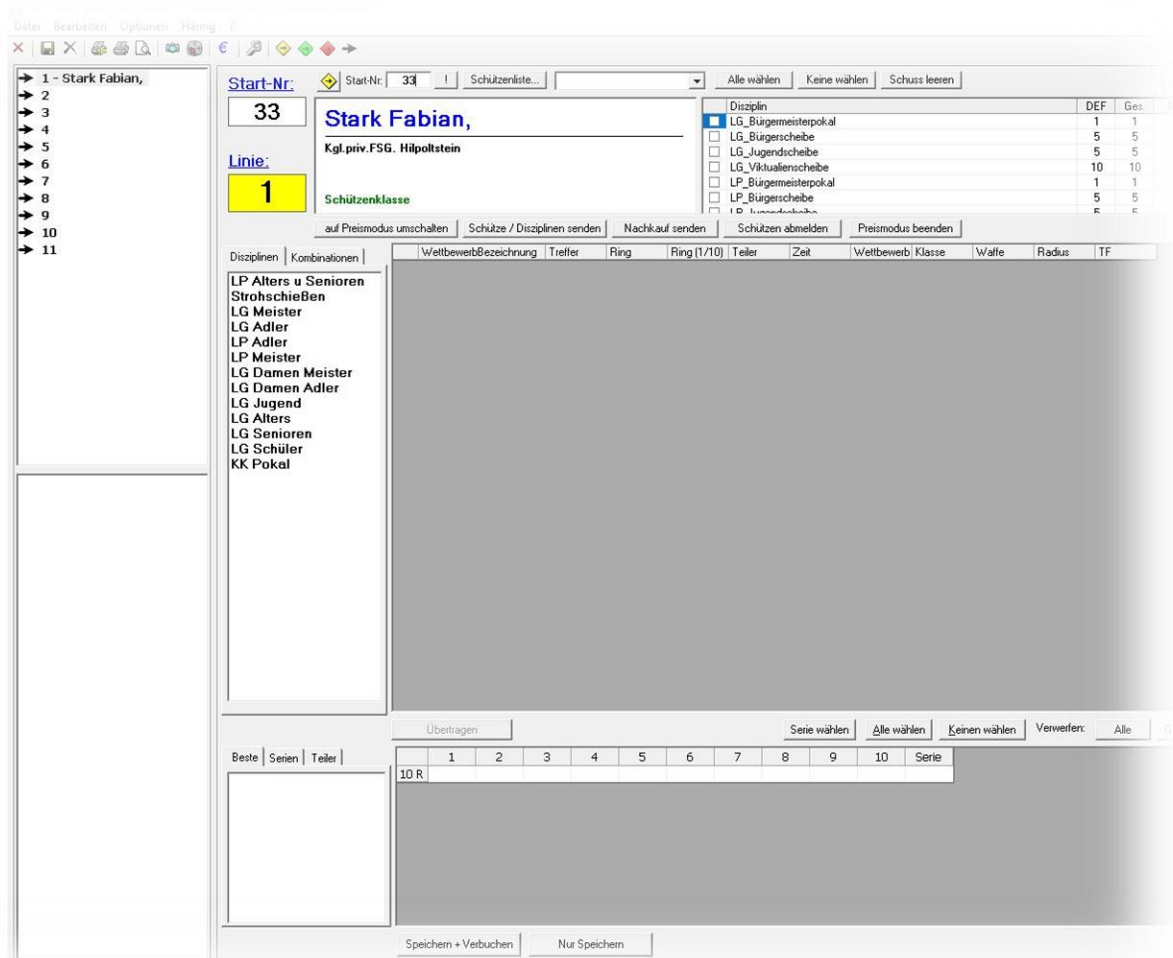 Datei Bearbeiten Optionen Häring ?
€
1 - Stark Fabian,
2
3
4
5
6
7
8
9
10
11
Start-Nr:
33
Linie:
1
Start-Nr: 33 ! Schützenliste... Alle wählen Keine wählen Schuss leeren
Stark Fabian,
Kgl.priv.FSG. Hilpoltstein
Schützenklasse
Disziplin DEF Ges.
LG_Bürgermeisterpokal 1 1
LG_Bürgerscheibe 5 5
LG_Jugendscheibe 5 5
LG_Viktualienscheibe 10 10
LP_Bürgermeisterpokal 1 1
LP_Bürgerscheibe 5 5
LP_Jugendscheibe 5 5
auf Preismodus umschalten Schütze / Disziplinen senden Nachkauf senden Schützen abmelden Preismodus beenden
Disziplinen Kombinationen
WettbewerbBezeichnung Treffer Ring Ring (1/10) Teiler Zeit Wettbewerb Klasse Waffe Radius TF
LP Alters u Senioren
Strohschießen
LG Meister
LG Adler
LP Adler
LP Meister
LG Damen Meister
LG Damen Adler
LG Jugend
LG Alters
LG Senioren
LG Schüler
KK Pokal
Übertragen Serie wählen Alle wählen Keinen wählen Verwerfen: Alle G
Beste Serien Teiler
1 2 3 4 5 6 7 8 9 10 Serie
10 R
Speichern + Verbuchen Nur Speichern